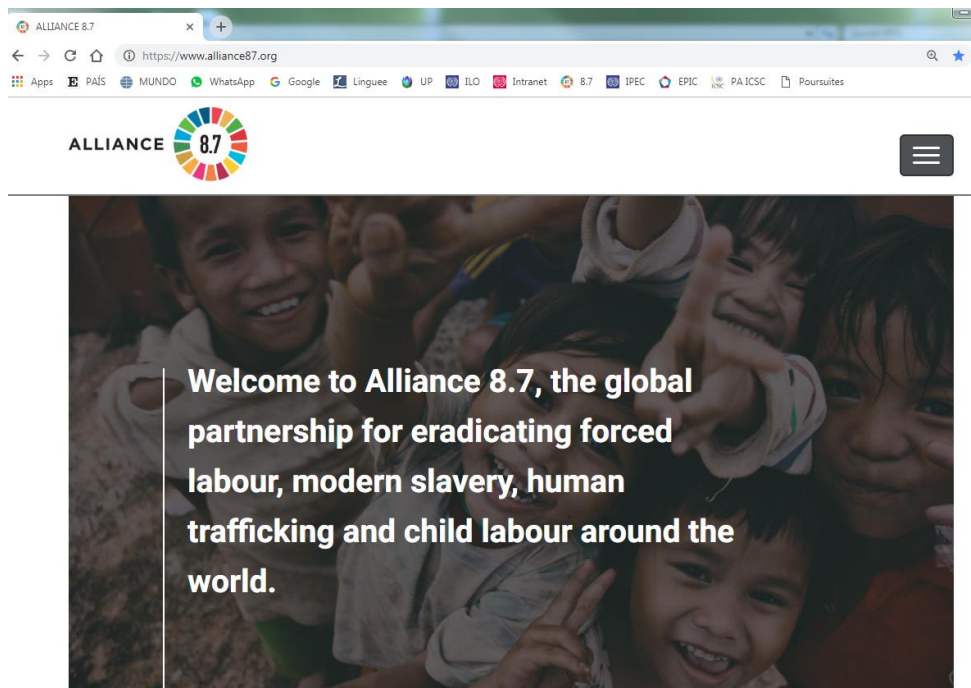 ALLIANCE 8.7
https://www.alliance87.org
Apps E PAÍS MUNDO WhatsApp G Google Linguee UP ILO Intranet 8.7 IPEC EPIC PA ICSC Poursuites
ALLIANCE 8.7
Welcome to Alliance 8.7, the global
partnership for eradicating forced
labour, modern slavery, human
trafficking and child labour around the
world.